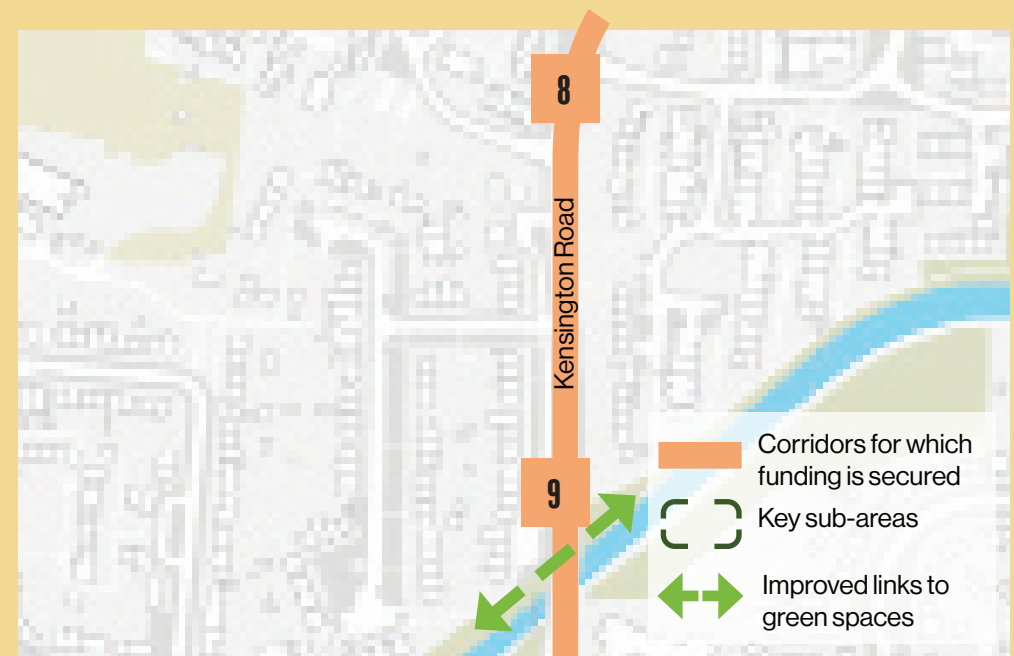 8
Kensington Road
9
Corridors for which
funding is secured
Key sub-areas
Improved links to
green spaces